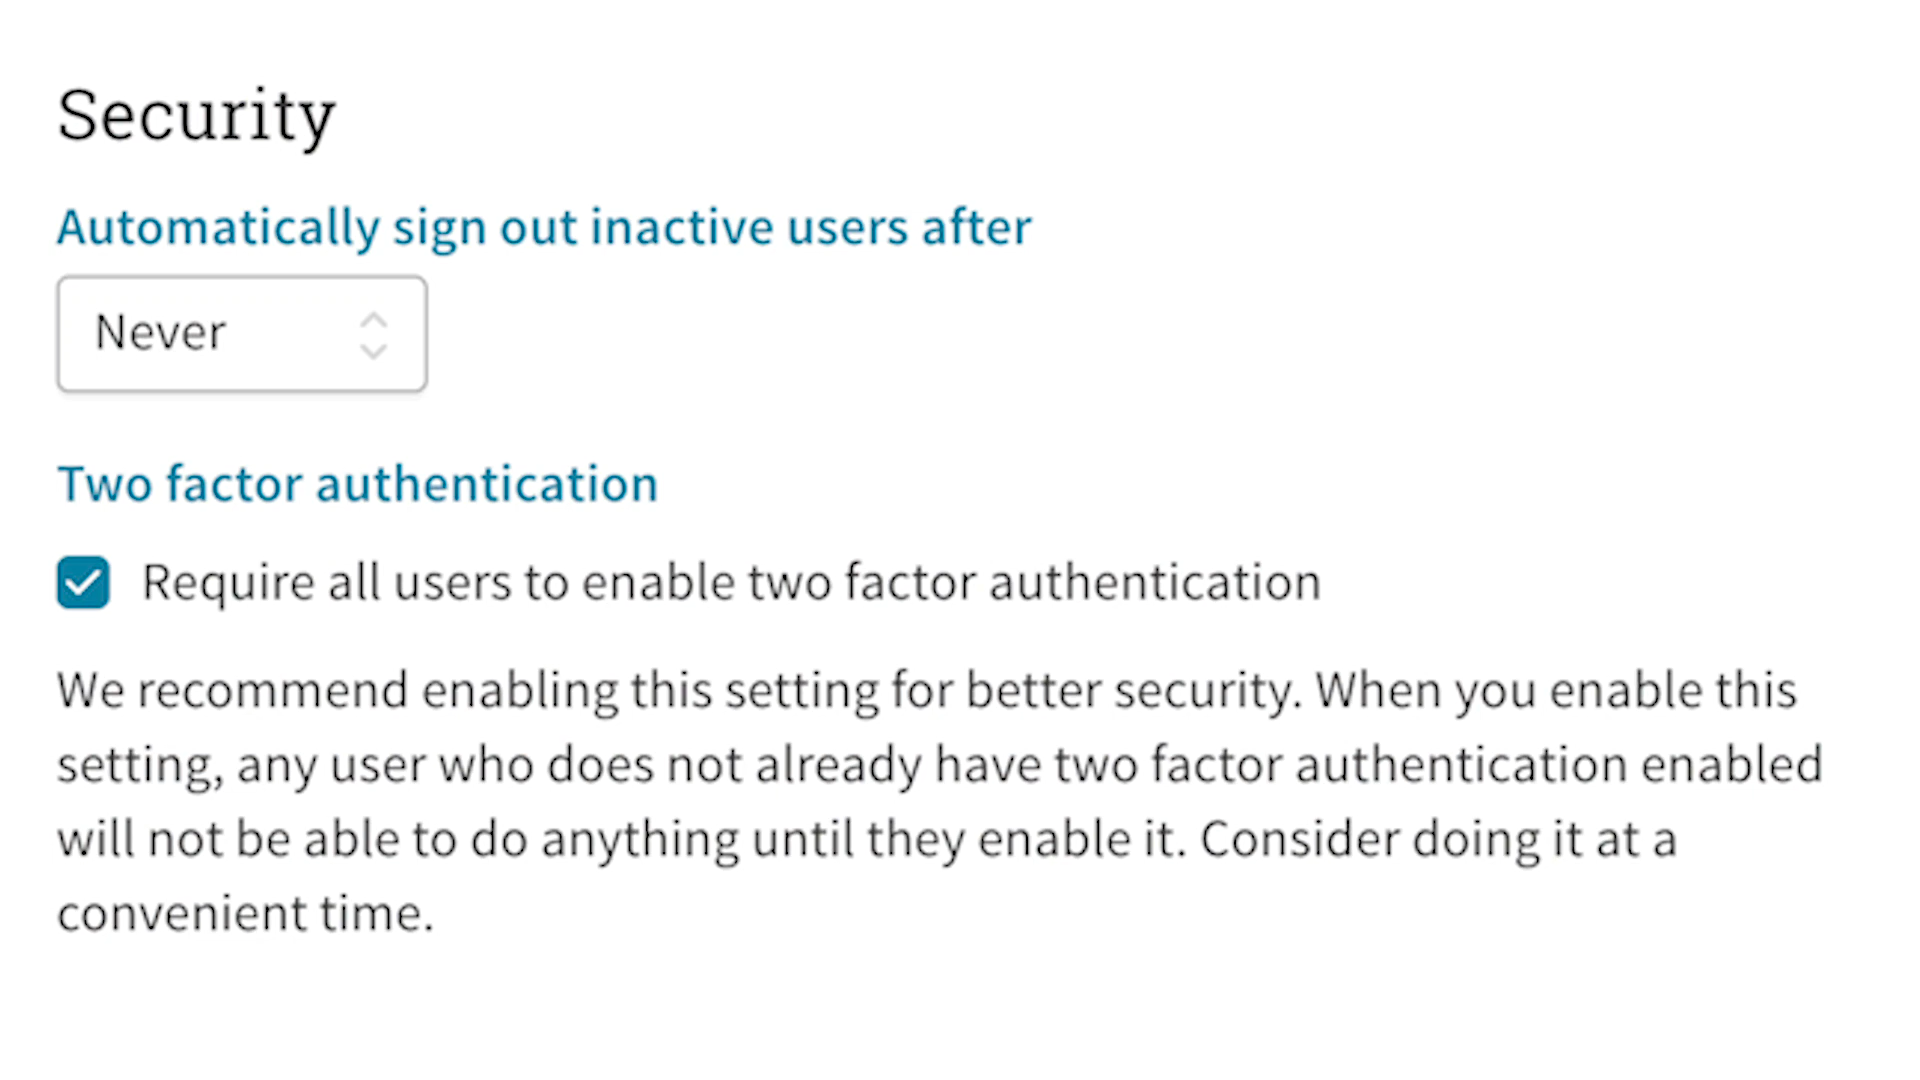 Security
Automatically sign out inactive users after
Never
Two factor authentication
Require all users to enable two factor authentication
We recommend enabling this setting for better security. When you enable this
setting, any user who does not already have two factor authentication enabled
will not be able to do anything until they enable it. Consider doing it at a
convenient time.